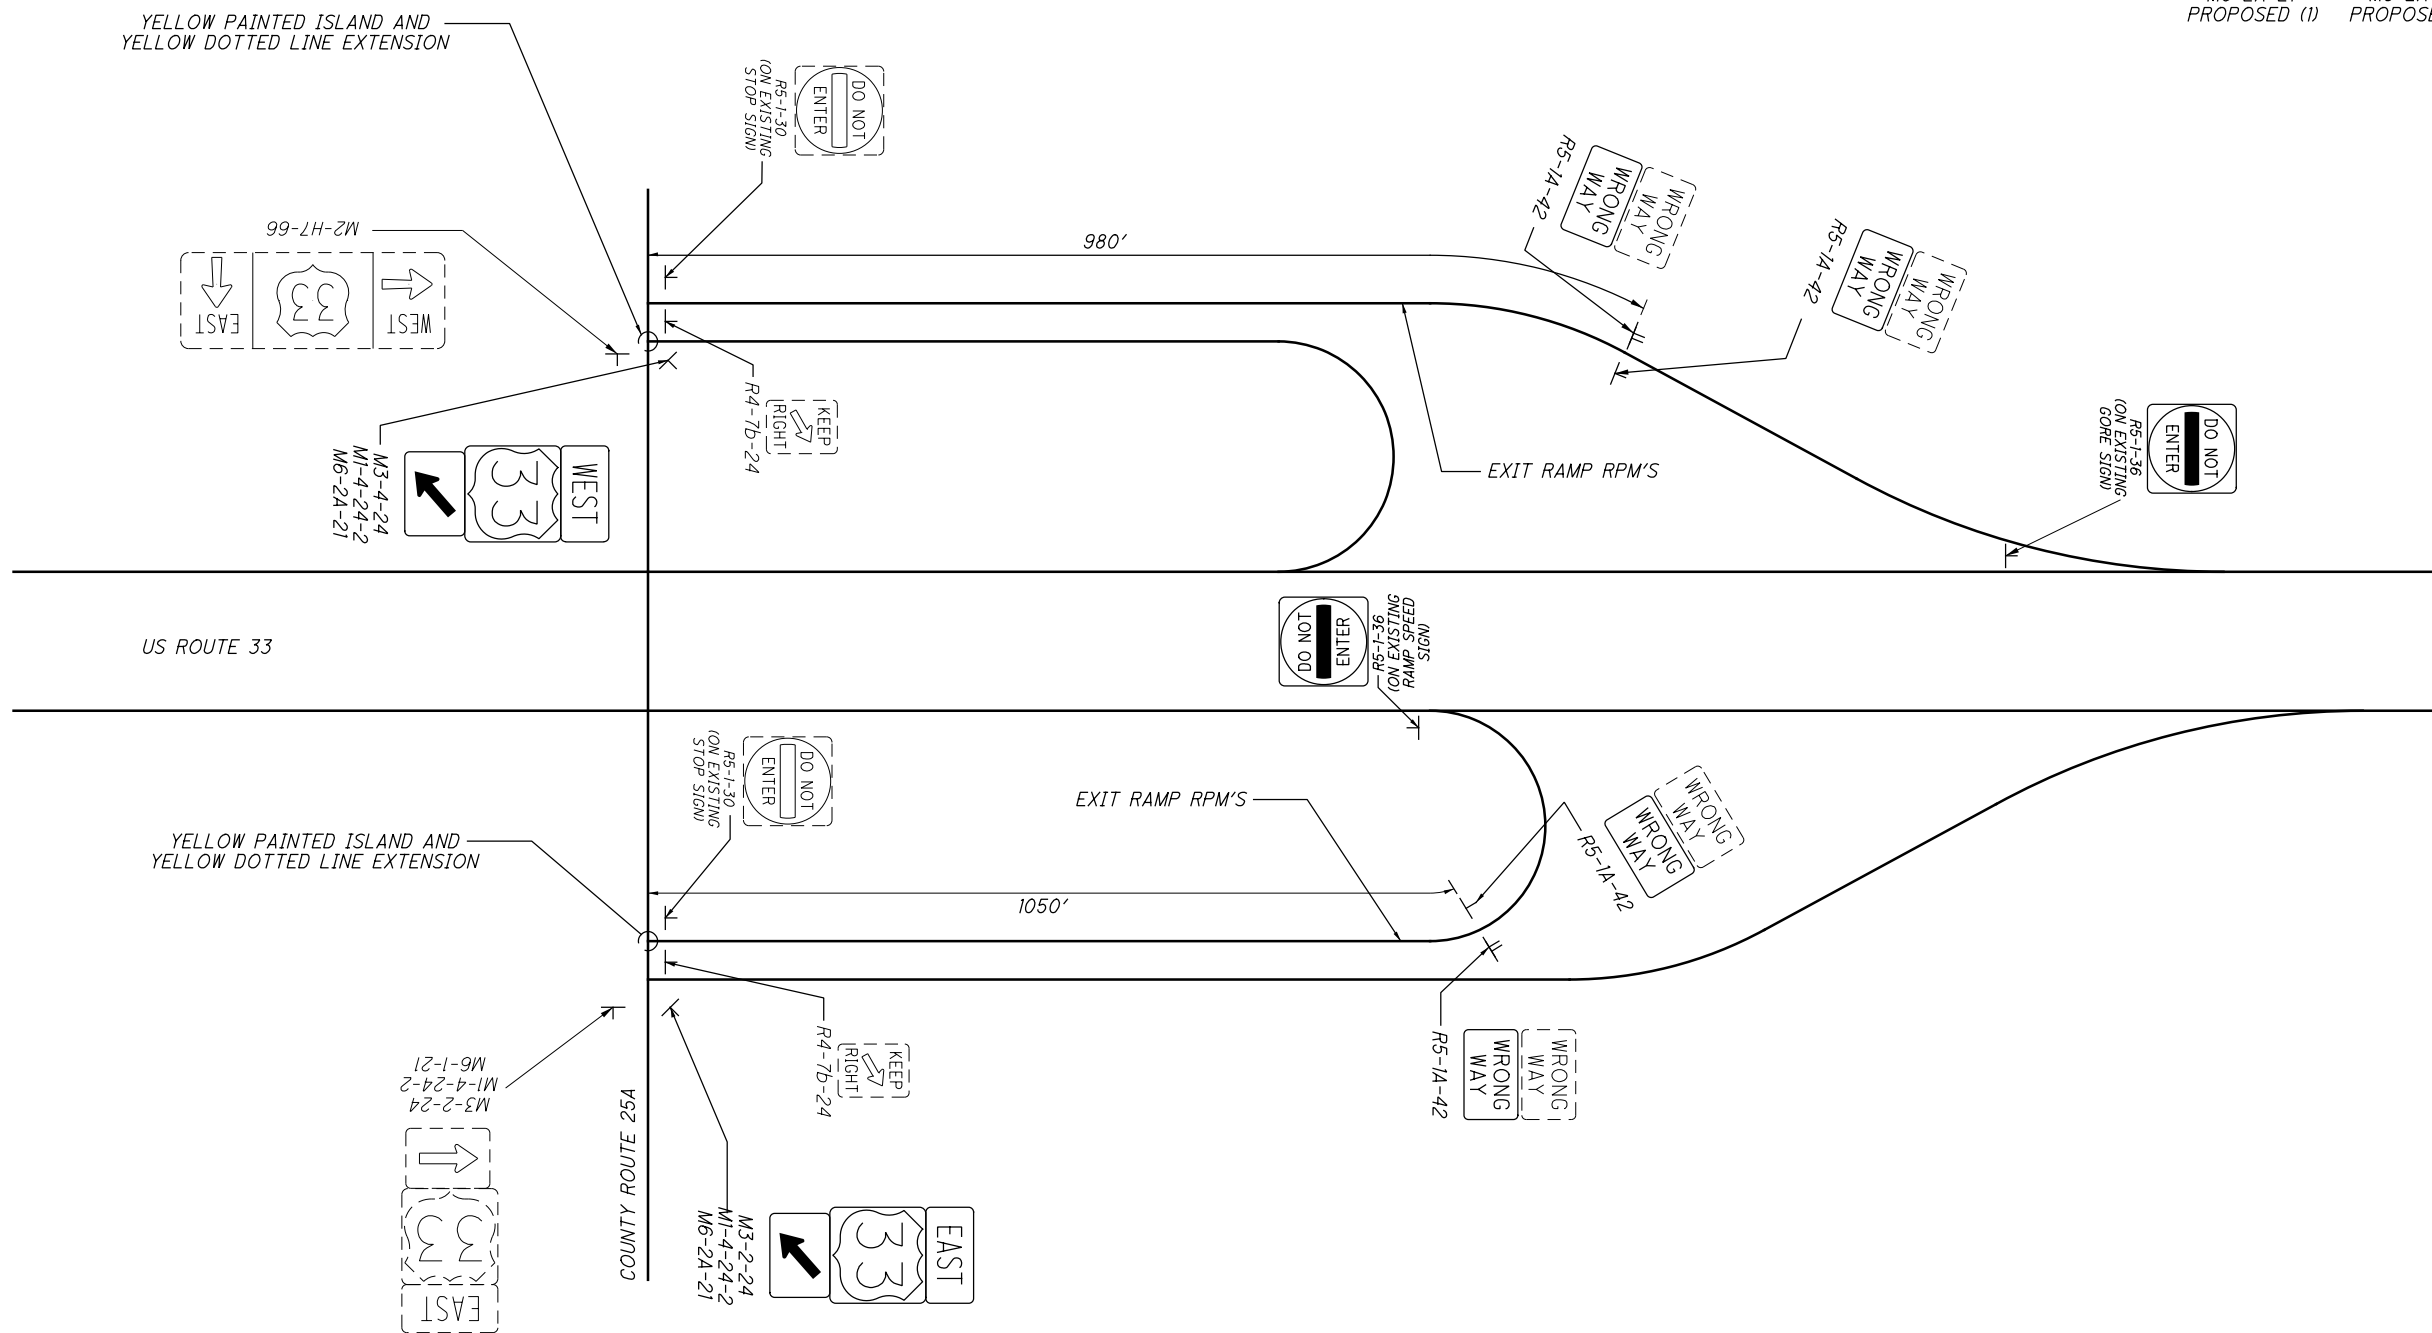 YELLOW PAINTED ISLAND AND
YELLOW DOTTED LINE EXTENSION
PROPOSED (1)
R5-1-30
(ON EXISTING
STOP SIGN)
DO NOT
ENTER
M2-H7-66
WEST
33
EAST
980'
R5-1A-42
WRONG
WAY
WRONG
WAY
R5-1A-42
WRONG
WAY
WRONG
WAY
R4-7b-24
KEEP
RIGHT
M3-4-24
M1-4-24-2
M6-2A-21
WEST
33
EXIT RAMP RPM'S
R5-1-36
(ON EXISTING
GORE SIGN)
DO NOT
ENTER
US ROUTE 33
DO NOT
ENTER
R5-1-36
(ON EXISTING
RAMP SPEED
SIGN)
R5-1-30
(ON EXISTING
STOP SIGN)
DO NOT
ENTER
EXIT RAMP RPM'S
YELLOW PAINTED ISLAND AND
YELLOW DOTTED LINE EXTENSION
1050'
R5-1A-42
WRONG
WAY
WRONG
WAY
R5-1A-42
WRONG
WAY
WRONG
WAY
R4-7b-24
KEEP
RIGHT
M3-2-24
M1-4-24-2
M6-1-21
EAST
33
COUNTY ROUTE 25A
M3-2-24
M1-4-24-2
M6-2A-21
EAST
33